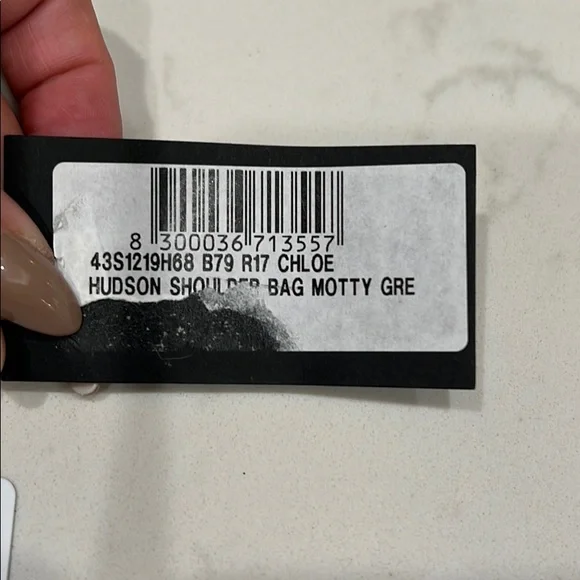 8 300036 713557
43S1219H68 B79 R17 CHLOE
HUDSON SHOULDER BAG MOTTY GRE